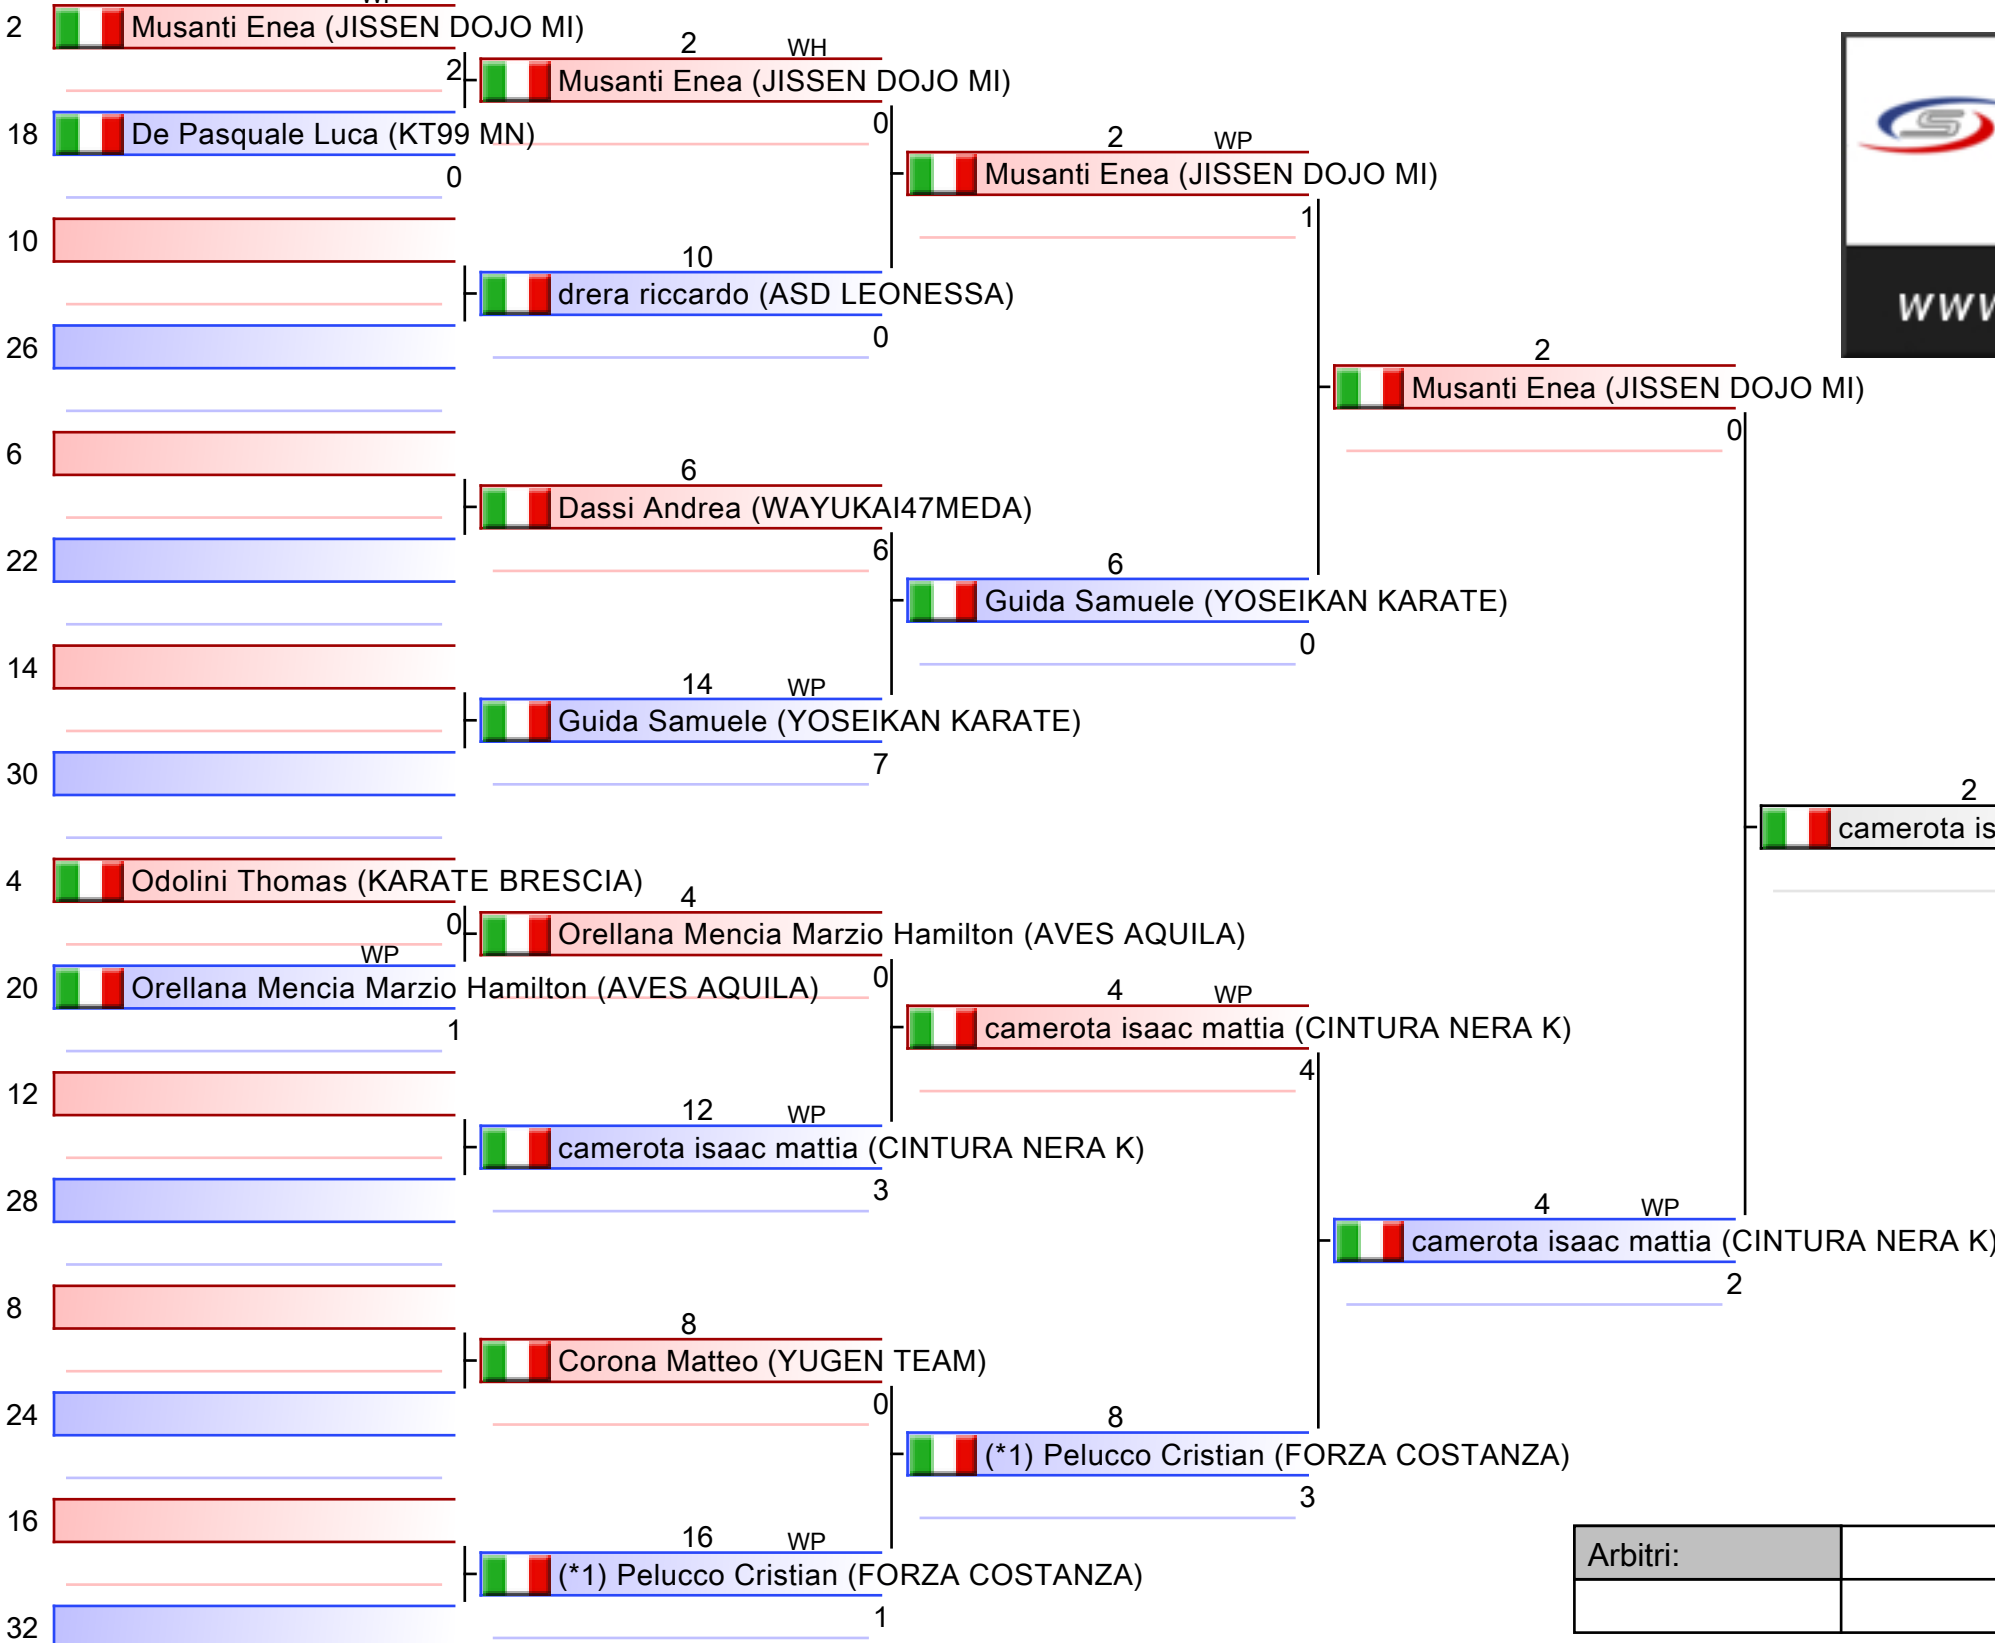 2 Musanti Enea (JISSEN DOJO MI)
2 WH
2 Musanti Enea (JISSEN DOJO MI)
18 De Pasquale Luca (KT99 MN)
0
0
2 WP
Musanti Enea (JISSEN DOJO MI)
1
10
10
drera riccardo (ASD LEONESSA)
0
26
2
Musanti Enea (JISSEN DOJO MI)
0
6
6
Dassi Andrea (WAYUKAI47MEDA)
6
22
6
Guida Samuele (YOSEIKAN KARATE)
0
14
14 WP
Guida Samuele (YOSEIKAN KARATE)
7
30
2
camerota is
4 Odolini Thomas (KARATE BRESCIA)
0
4
Orellana Mencia Marzio Hamilton (AVES AQUILA)
WP
20 Orellana Mencia Marzio Hamilton (AVES AQUILA)
1
0
4 WP
camerota isaac mattia (CINTURA NERA K)
4
12
12 WP
camerota isaac mattia (CINTURA NERA K)
3
28
4 WP
camerota isaac mattia (CINTURA NERA K)
2
8
8
Corona Matteo (YUGEN TEAM)
0
24
8
(*1) Pelucco Cristian (FORZA COSTANZA)
3
16
16 WP
(*1) Pelucco Cristian (FORZA COSTANZA)
1
32
Arbitri: